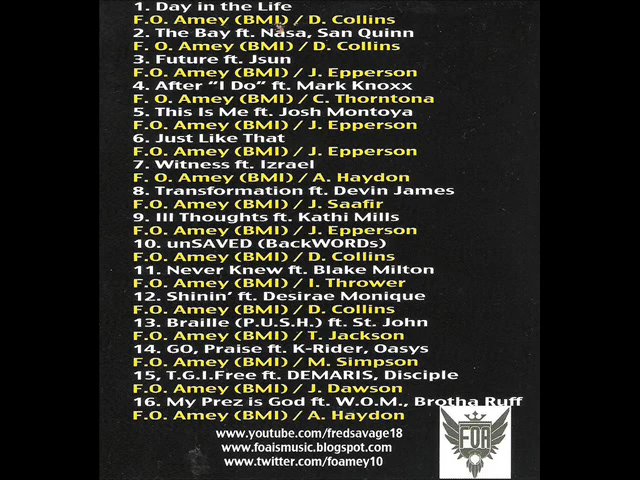 1. Day in the Life
F.O. Amey (BMI) / D. Collins
2. The Bay ft. Nasa, San Quinn
F. O. Amey (BMI) / D. Collins
3. Future ft. Jsun
F.O. Amey (BMI) / J. Epperson
4. After "I Do" ft. Mark Knoxx
F. O. Amey (BMI) / C. Thorntona
5. This Is Me ft. Josh Montoya
F.O. Amey (BMI) / J. Epperson
6. Just Like That
F.O. Amey (BMI) / J. Epperson
7. Witness ft. Izrael
F. O. Amey (BMI) / A. Haydon
8. Transformation ft. Devin James
F.O. Amey (BMI) / J. Saafir
9. Ill Thoughts ft. Kathi Mills
F.O. Amey (BMI) / J. Epperson
10. unSAVED (BackWORDs)
F.O. Amey (BMI) / D. Collins
11. Never Knew ft. Blake Milton
F.O. Amey (BMI) / I. Thrower
12. Shinin' ft. Desirae Monique
F.O. Amey (BMI) / D. Collins
13. Braille (P.U.S.H.) ft. St. John
F.O. Amey (BMI) / T. Jackson
14. GO, Praise ft. K-Rider, Oasys
F.O. Amey (BMI) / M. Simpson
15, T.G.I.Free ft. DEMARIS, Disciple
F.O. Amey (BMI) / J. Dawson
16. My Prez is God ft. W.O.M., Brotha Ruff
F.O. Amey (BMI) / A. Haydon
www.youtube.com/fredsavage18
www.foaismusic.blogspot.com
www.twitter.com/foamey10
FOA